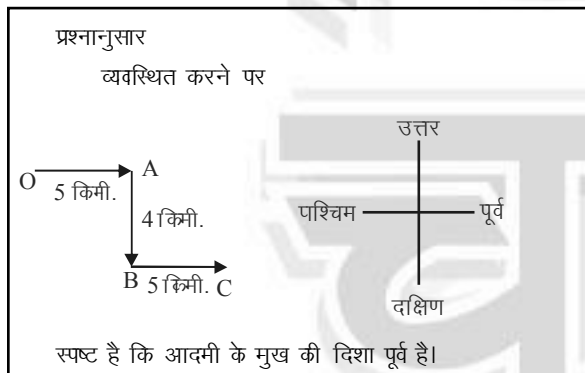 प्रश्नानुसार
व्यवस्थित करने पर
उत्तर
O A
5 किमी.
4 किमी.
पश्चिम पूर्व
B 5 किमी. C
दक्षिण
स्पष्ट है कि आदमी के मुख की दिशा पूर्व है।